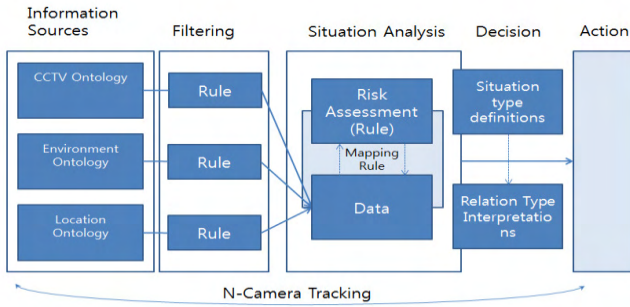 Information
Sources
Filtering
Situation Analysis
Decision
Action
CCTV Ontology
Environment
Ontology
Location
Ontology
Rule
Rule
Rule
Risk
Assessment
(Rule)
Mapping
Rule
Data
Situation
type
definitions
Relation Type
Interpretatio
ns
N-Camera Tracking